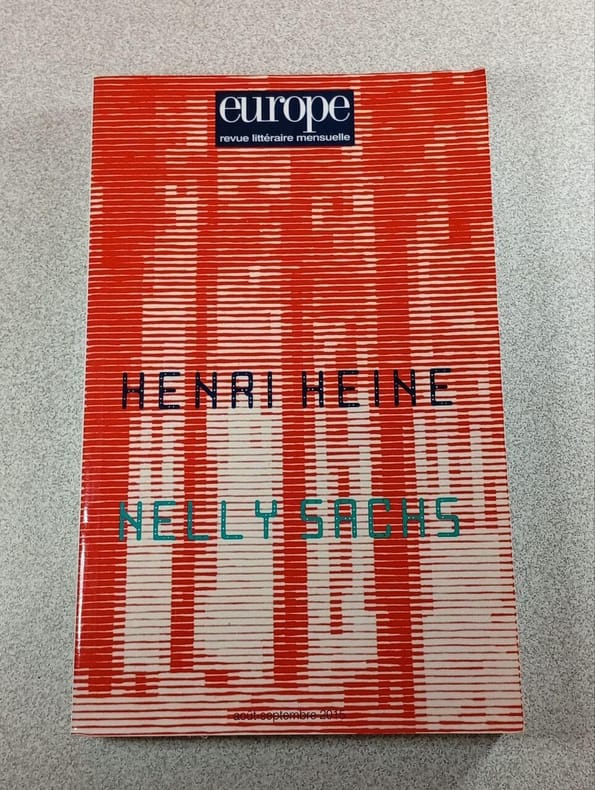 europe
revue littéraire mensuelle
HENRI HEINE
NELLY SACHS
août-septembre 2015